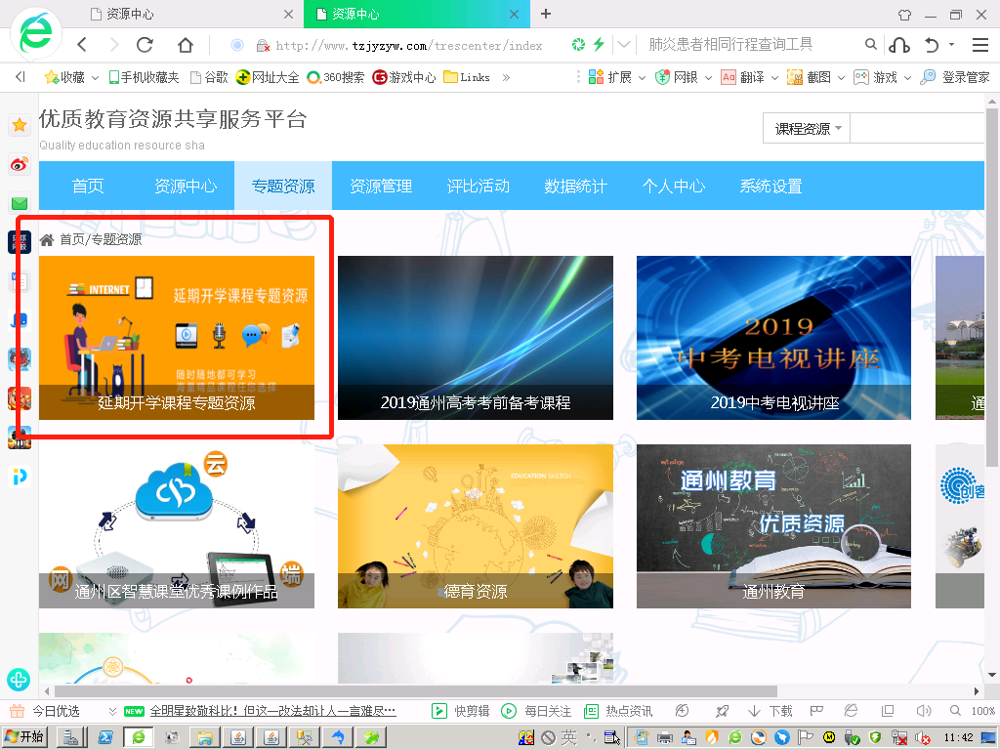 资源中心
资源中心
http://www.tzjyzyw.com/trescenter/index
肺炎患者相同行程查询工具
收藏 手机收藏夹 谷歌 网址大全 360搜索 游戏中心 Links » 扩展 网银 翻译 截图 游戏 登录管家
优质教育资源共享服务平台
Quality education resource sha
课程资源
首页 资源中心 专题资源 资源管理 评比活动 数据统计 个人中心 系统设置
首页/专题资源
INTERNET
延期开学课程专题资源
随时随地都可学习
海量精品课程任您选择
延期开学课程专题资源
2019通州高考考前备考课程
2019
中考电视讲座
2019中考电视讲座
通
云
网
端
通州区智慧课堂优秀课例作品
EDUCATION SKETCH
德育资源
通州教育
优质资源
通州教育
创客
今日优选 NEW 全明星致敬科比！但这一改法却让人一言难尽… 快剪辑 每日关注 热点资讯 下载 100%
开始 英 11:42